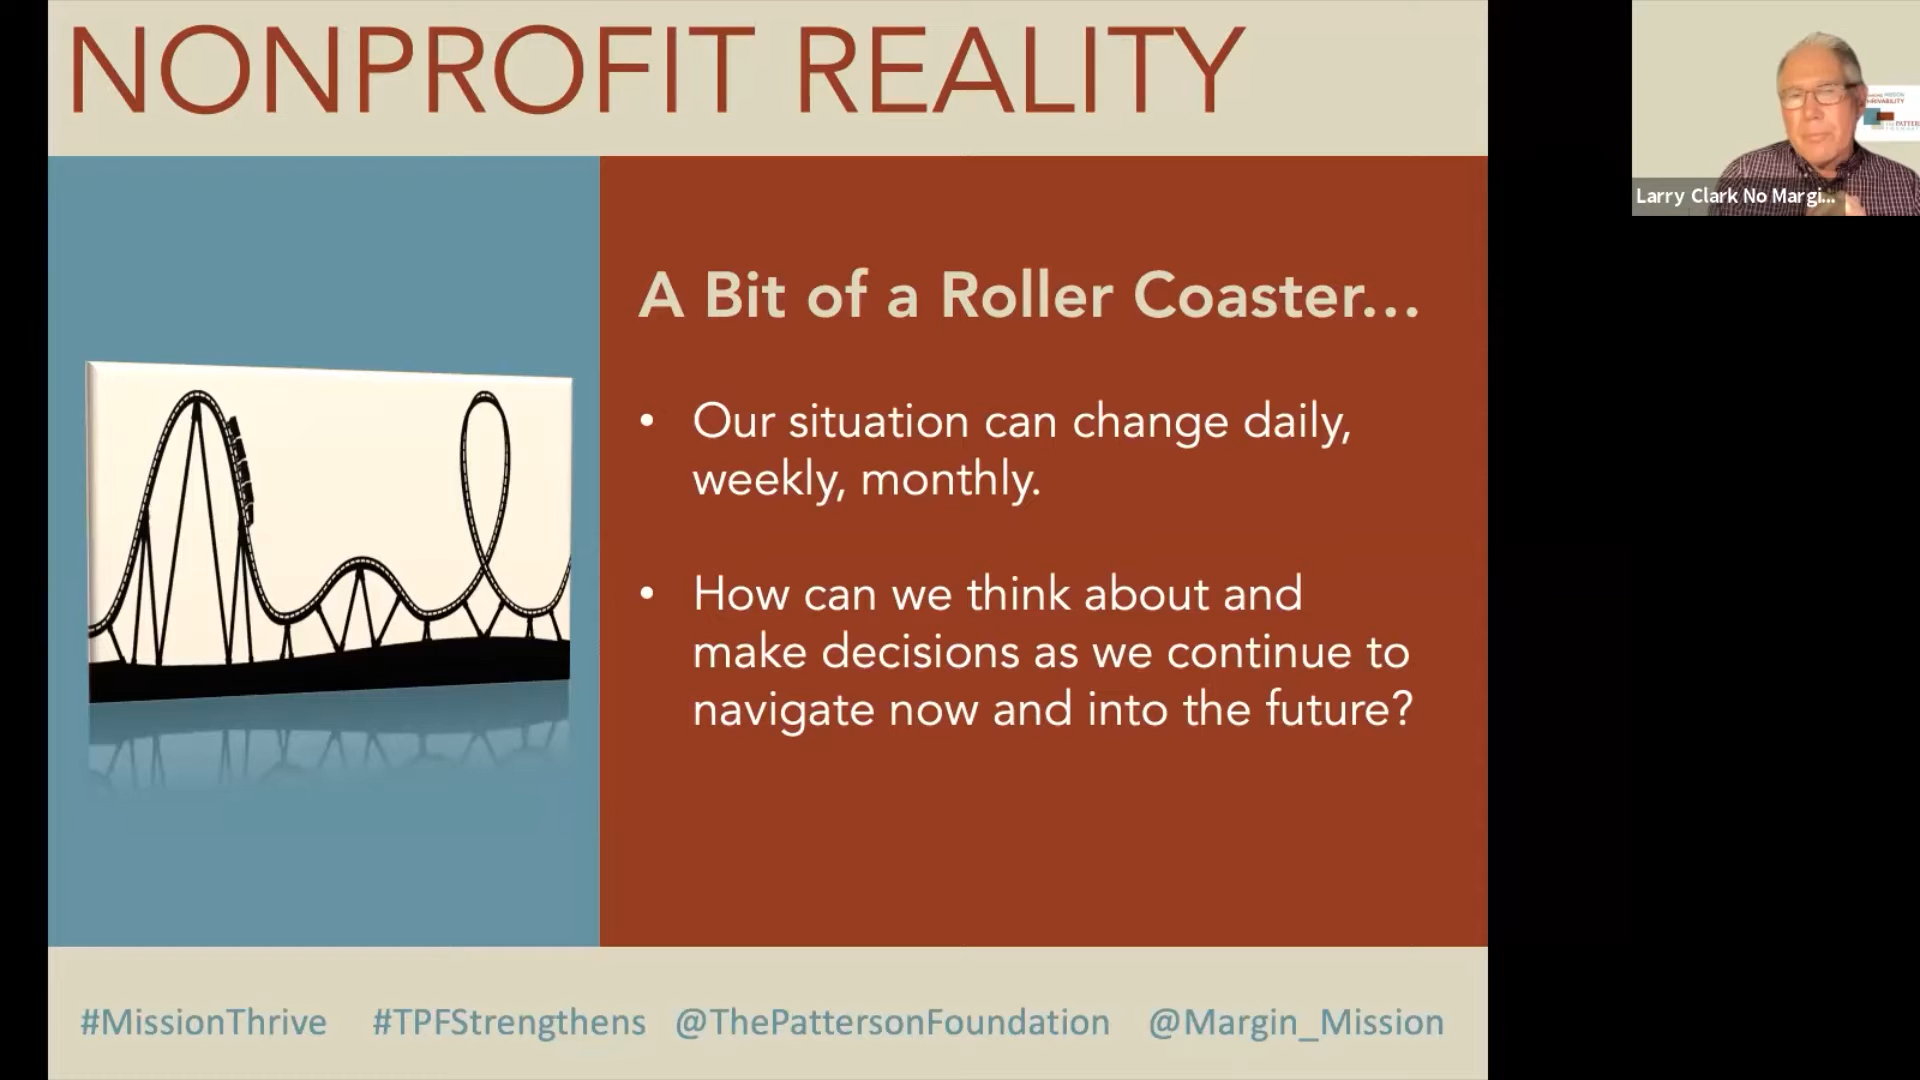 NONPROFIT REALITY
A Bit of a Roller Coaster...
• Our situation can change daily,
weekly, monthly.
• How can we think about and
make decisions as we continue to
navigate now and into the future?
#MissionThrive #TPFStrengthens @ThePattersonFoundation @Margin_Mission
Larry Clark No Margi...